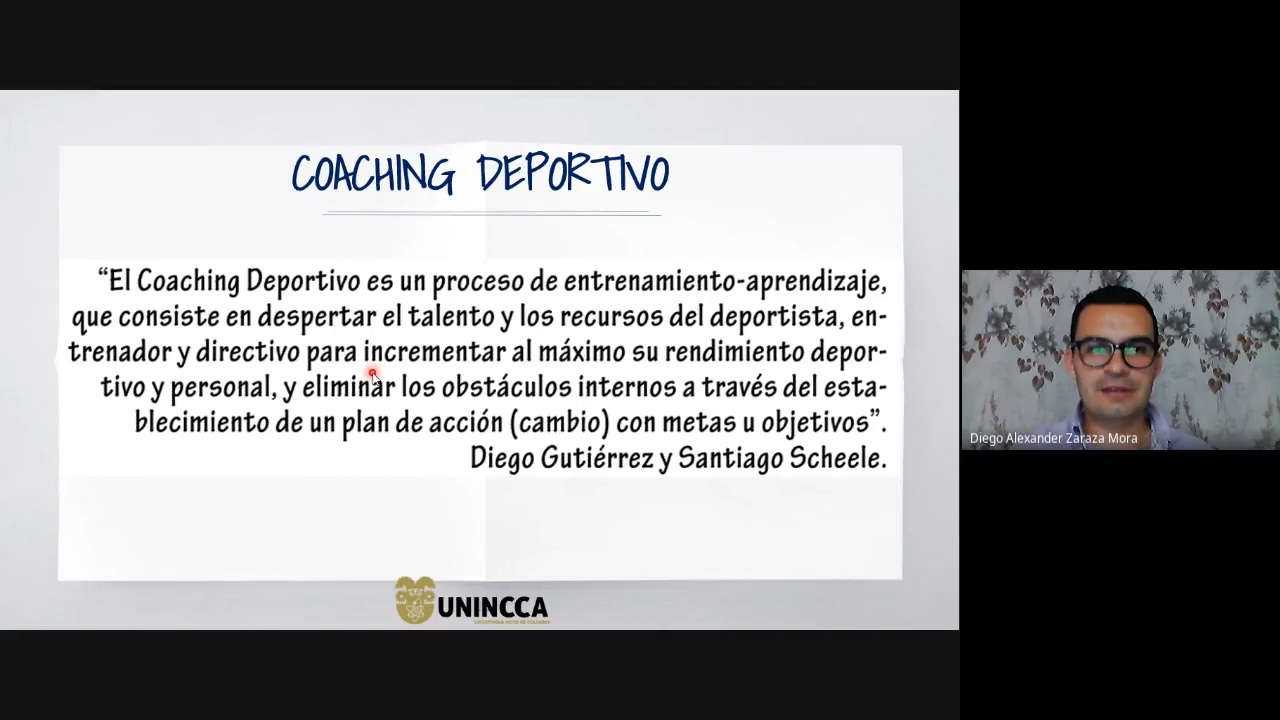 COACHING DEPORTIVO
“El Coaching Deportivo es un proceso de entrenamiento-aprendizaje,
que consiste en despertar el talento y los recursos del deportista, en-
trenador y directivo para incrementar al máximo su rendimiento depor-
tivo y personal, y eliminar los obstáculos internos a través del esta-
blecimiento de un plan de acción (cambio) con metas u objetivos”.
Diego Gutiérrez y Santiago Scheele.
Diego Alexander Zaraza Mora
UNINCCA